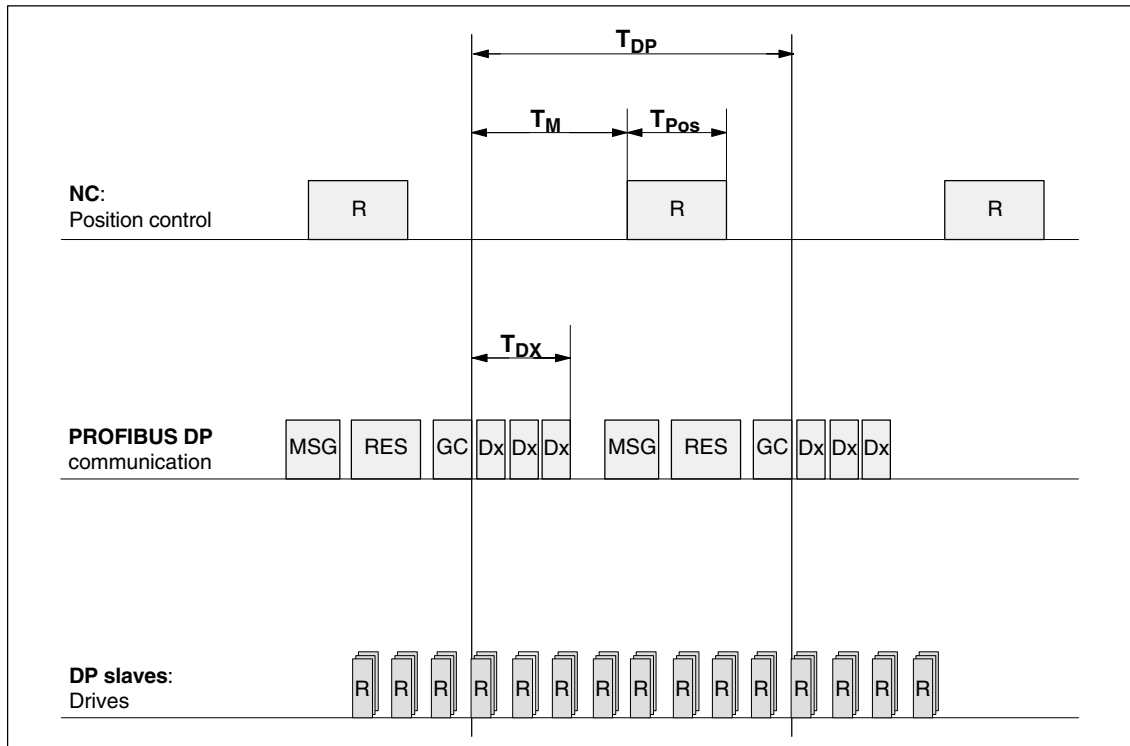 TDP
TM TPos
NC:
Position control
R R R
TDX
PROFIBUS DP
communication
MSG RES GC Dx Dx Dx MSG RES GC Dx Dx Dx
DP slaves:
Drives
R R R R R R R R R R R R R R R